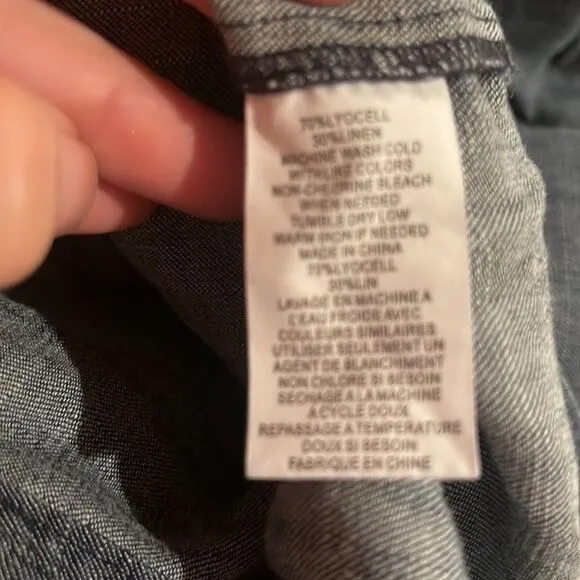 70%LYOCELL
30%LINEN
MACHINE WASH COLD
WITH LIKE COLORS
NON-CHLORINE BLEACH
WHEN NEEDED
TUMBLE DRY LOW
WARM IRON IF NEEDED
MADE IN CHINA
70%LYOCELL
30%LIN
LAVAGE EN MACHINE A
L'EAU FROIDE AVEC
COULEURS SIMILAIRES
UTILISER SEULEMENT UN
AGENT DE BLANCHIMENT
NON CHLORE SI BESOIN
SECHAGE A LA MACHINE
A CYCLE DOUX
REPASSAGE A TEMPERATURE
DOUX SI BESOIN
FABRIQUE EN CHINE